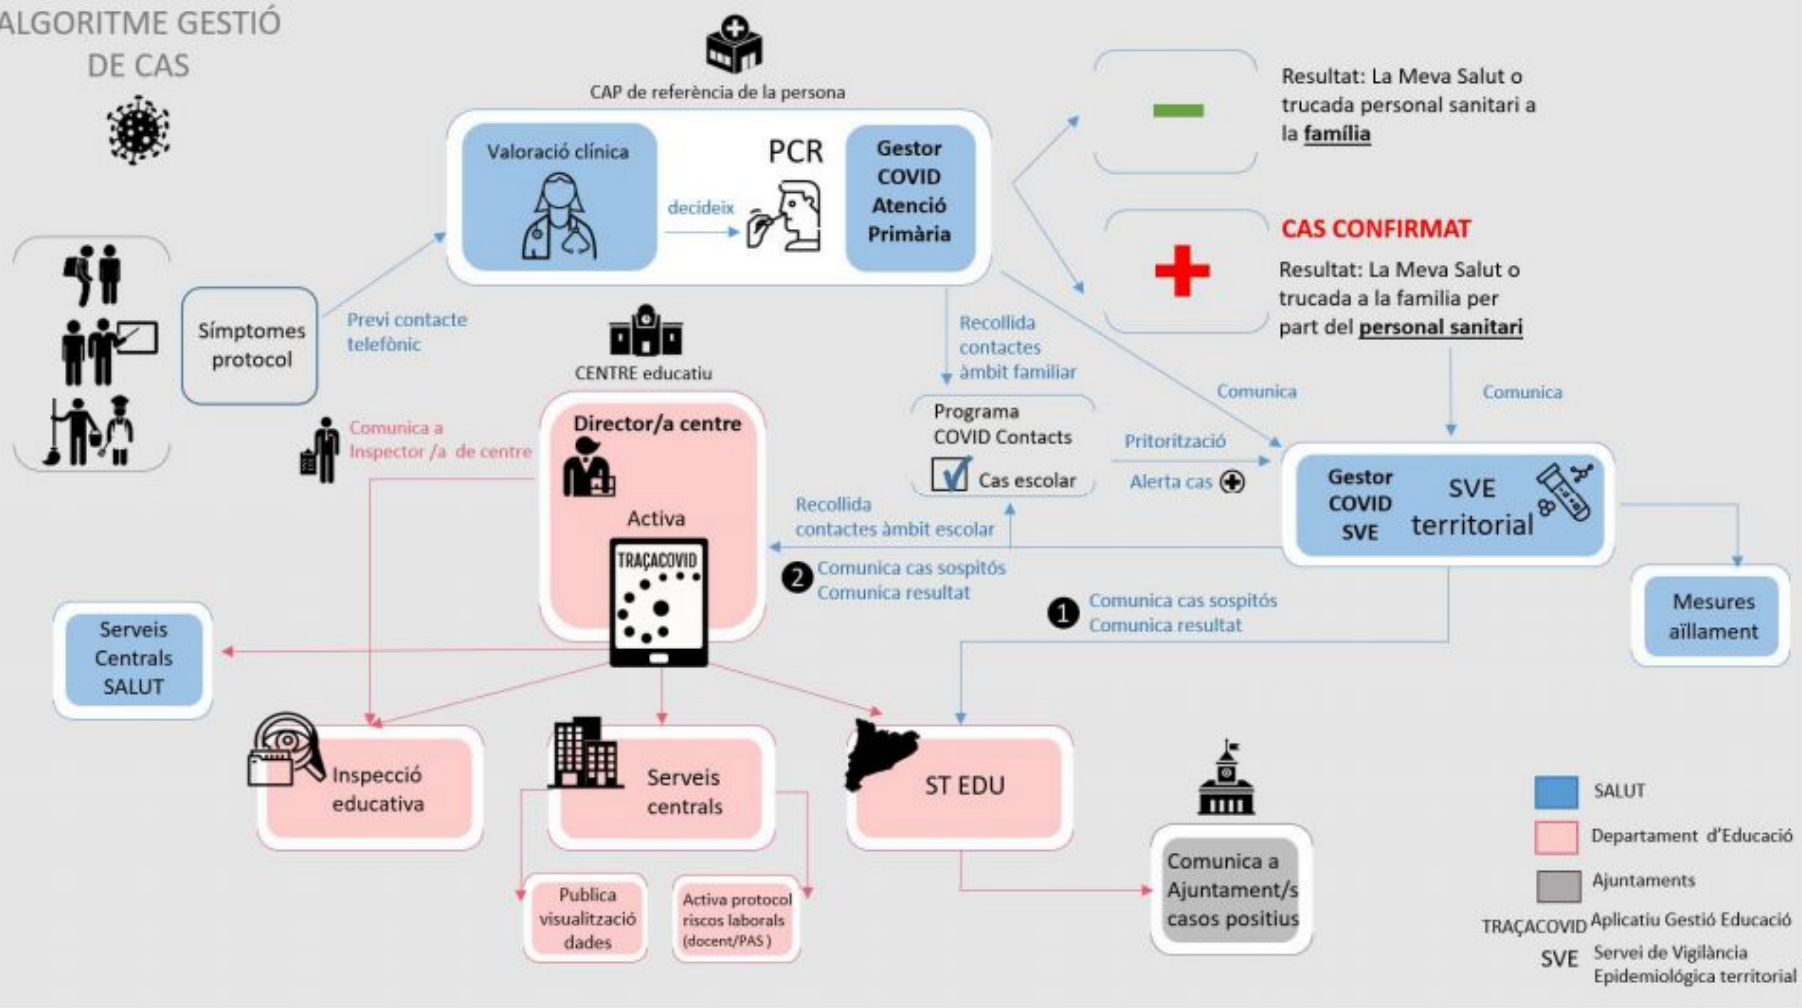 ALGORITME GESTIÓ
DE CAS
CAP de referència de la persona
Valoració clínica
decideix
PCR
Gestor
COVID
Atenció
Primària
Resultat: La Meva Salut o
trucada personal sanitari a
la família
CAS CONFIRMAT
Resultat: La Meva Salut o
trucada a la familia per
part del personal sanitari
Símptomes
protocol
Previ contacte
telefònic
CENTRE educatiu
Recollida
contactes
àmbit familiar
Comunica
Comunica
Comunica a
Inspector /a de centre
Director/a centre
Activa
TRAÇACOVID
Programa
COVID Contacts
Cas escolar
Pritorització
Alerta cas
Gestor
COVID
SVE
SVE
territorial
Recollida
contactes àmbit escolar
2
Comunica cas sospitós
Comunica resultat
1
Comunica cas sospitós
Comunica resultat
Mesures
aïllament
Serveis
Centrals
SALUT
Inspecció
educativa
Serveis
centrals
ST EDU
Publica
visualització
dades
Activa protocol
riscos laborals
(docent/PAS )
Comunica a
Ajuntament/s
casos positius
SALUT
Departament d'Educació
Ajuntaments
TRAÇACOVID Aplicatiu Gestió Educació
SVE Servei de Vigilància
Epidemiológica territorial